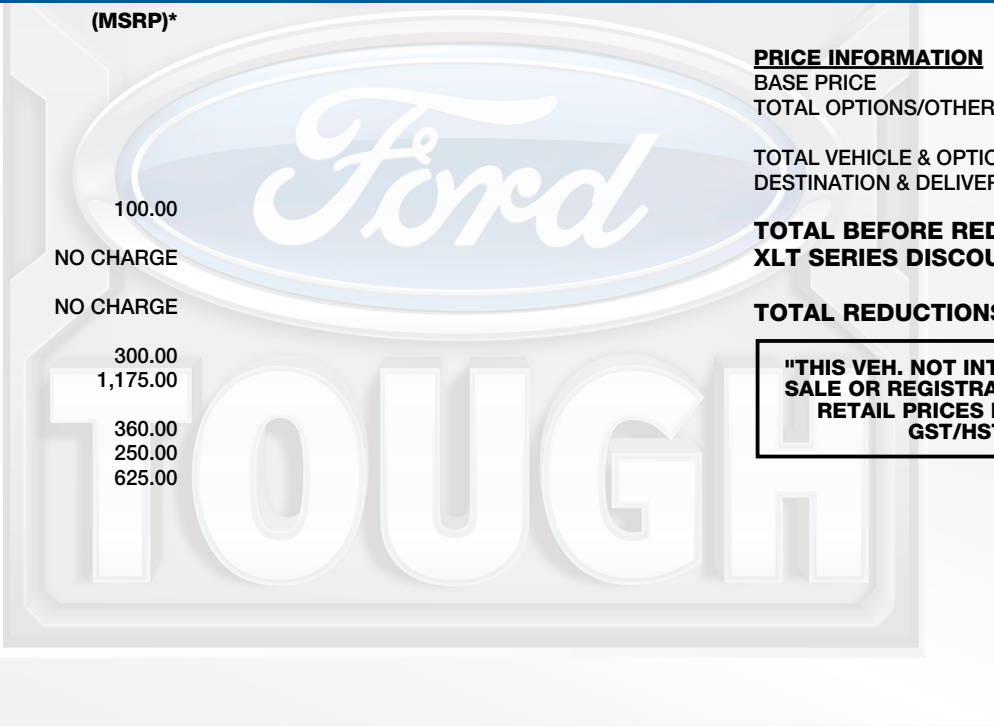 (MSRP)*
100.00
NO CHARGE
NO CHARGE
300.00
1,175.00
360.00
250.00
625.00
Ford
TOUGH
PRICE INFORMATION
BASE PRICE
TOTAL OPTIONS/OTHER
TOTAL VEHICLE & OPTIO
DESTINATION & DELIVER
TOTAL BEFORE RED
XLT SERIES DISCOU
TOTAL REDUCTIONS
"THIS VEH. NOT INT
SALE OR REGISTRA
RETAIL PRICES
GST/HST